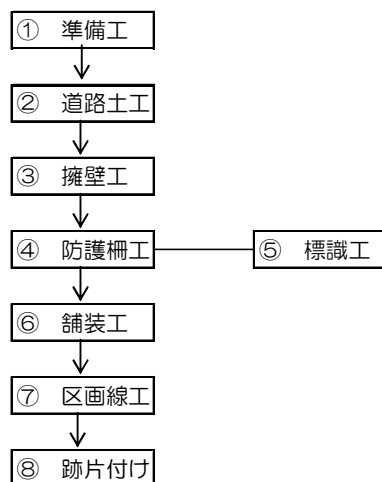 ① 準備工
② 道路土工
③ 擁壁工
④ 防護柵工
⑤ 標識工
⑥ 舗装工
⑦ 区画線工
⑧ 跡片付け